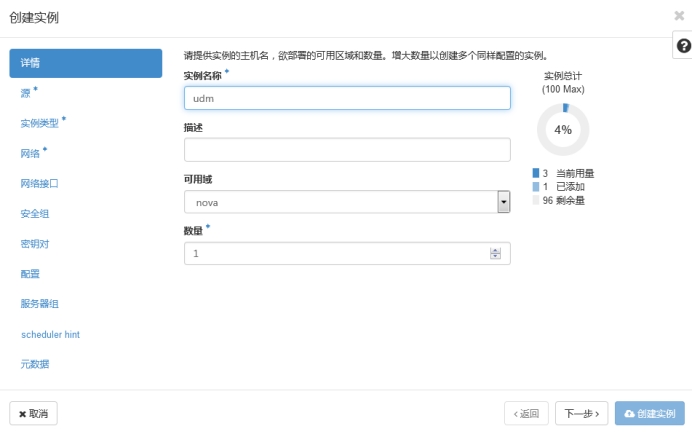 创建实例
×
详情
源 *
实例类型 *
网络 *
网络接口
安全组
密钥对
配置
服务器组
scheduler hint
元数据
请提供实例的主机名，欲部署的可用区域和数量。增大数量以创建多个同样配置的实例。
实例名称 *
udm
描述
可用域
nova
数量 *
1
实例总计
(100 Max)
4%
3 当前用量
1 已添加
96 剩余量
?
× 取消
‹ 返回
下一步 ›
创建实例